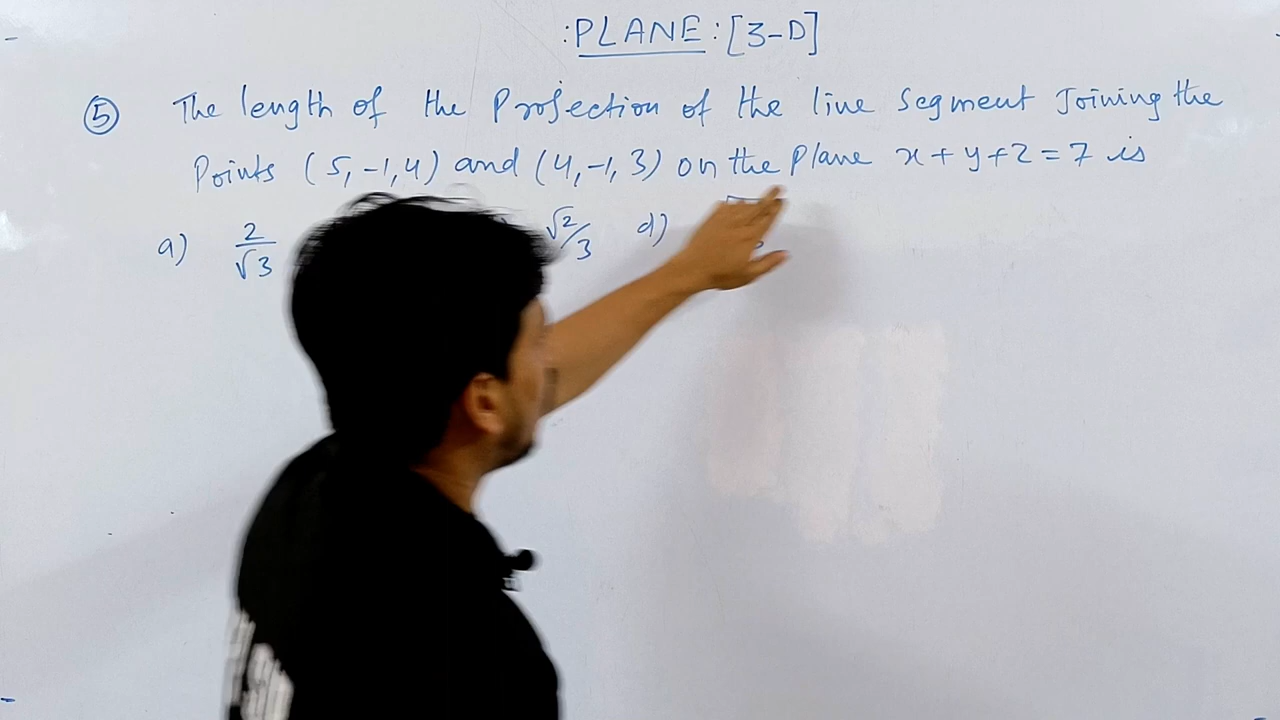 : PLANE : [3-D]
⑤ The length of the Projection of the line segment Joining the
Points (5, -1, 4) and (4, -1, 3) on the Plane x + y + z = 7 is
a) 2/√3 √2/3 d)